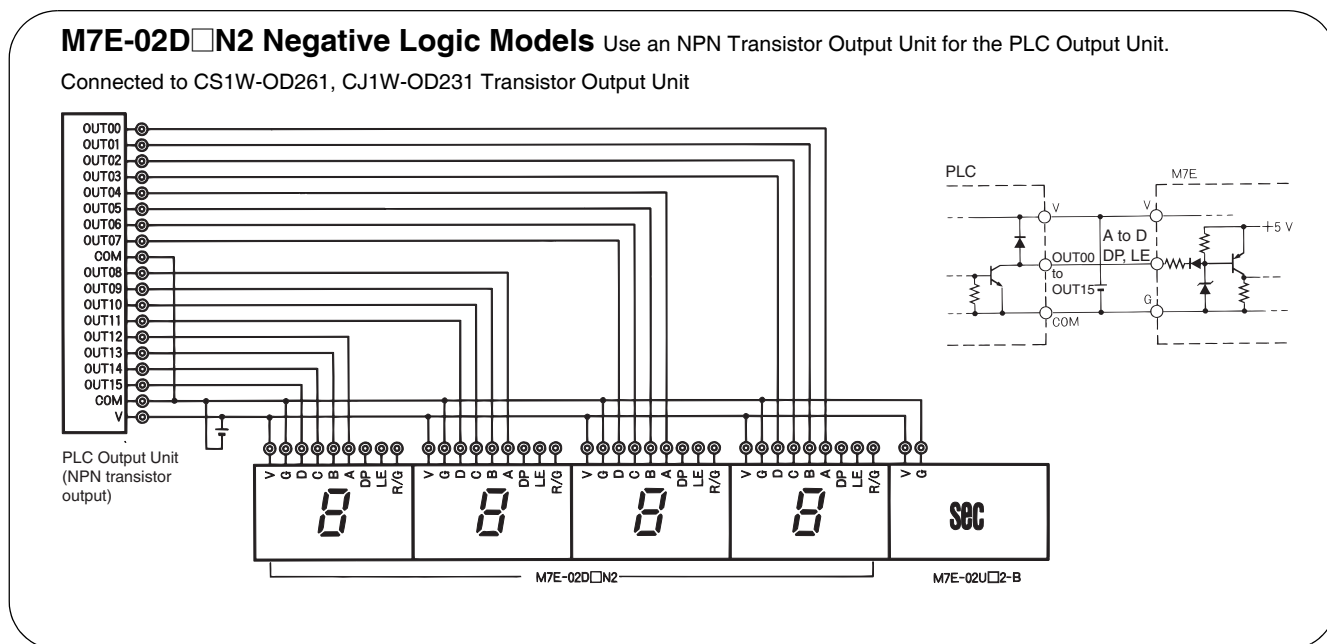 M7E-02D□N2 Negative Logic Models Use an NPN Transistor Output Unit for the PLC Output Unit.
Connected to CS1W-OD261, CJ1W-OD231 Transistor Output Unit
OUT00
OUT01
OUT02
OUT03
OUT04
OUT05
OUT06
OUT07
COM
OUT08
OUT09
OUT10
OUT11
OUT12
OUT13
OUT14
OUT15
COM
V
PLC Output Unit
(NPN transistor
output)
PLC M7E
V V
+5 V
A to D
DP, LE
OUT00
to
OUT15
G
COM
V G D C B A DP LE R/G
V G D C B A DP LE R/G
V G D C B A DP LE R/G
V G D C B A DP LE R/G
V G
8 8 8 8 sec
M7E-02D□N2 M7E-02U□2-B